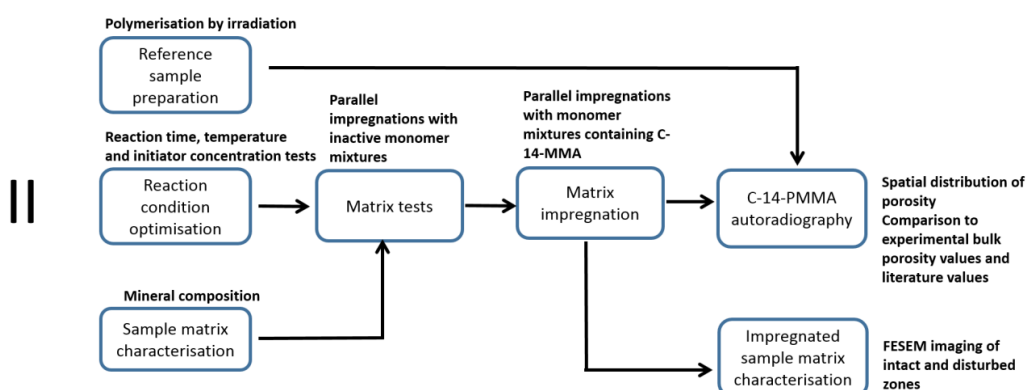 Polymerisation by irradiation
Reference
sample
preparation
Reaction time, temperature
and initiator concentration tests
Reaction
condition
optimisation
Mineral composition
Sample matrix
characterisation
Parallel
impregnations with
inactive monomer
mixtures
Matrix tests
Parallel impregnations
with monomer
mixtures containing C-
14-MMA
Matrix
impregnation
C-14-PMMA
autoradiography
Spatial distribution of
porosity
Comparison to
experimental bulk
porosity values and
literature values
Impregnated
sample matrix
characterisation
FESEM imaging of
intact and disturbed
zones
II